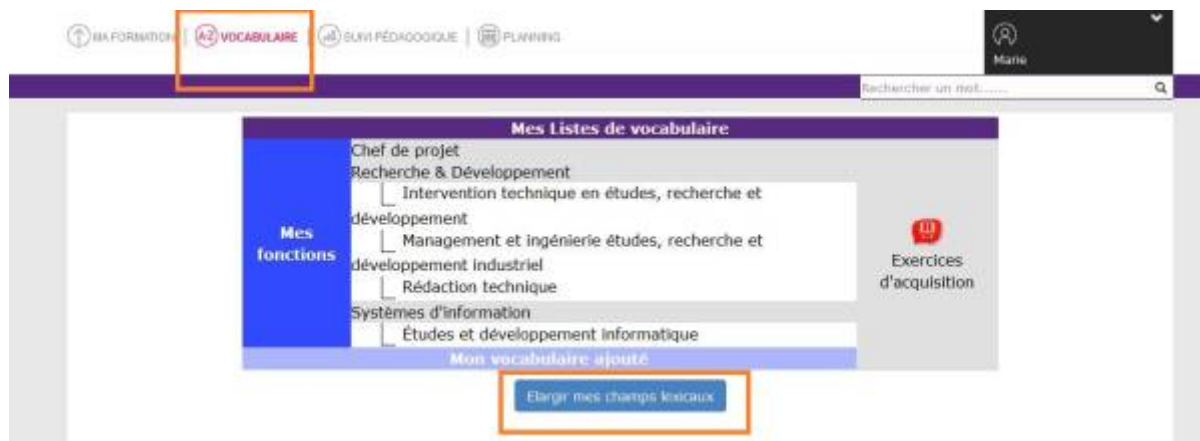 MA FORMATION | A-Z VOCABULAIRE | SUIVI PÉDAGOGIQUE | PLANNING
Marie
Rechercher un mot.......
Mes Listes de vocabulaire
Mes fonctions
Chef de projet
Recherche & Développement
Intervention technique en études, recherche et
développement
Management et ingénierie études, recherche et
développement industriel
Rédaction technique
Systèmes d'information
Études et développement informatique
Exercices
d'acquisition
Mon vocabulaire ajouté
Elargir mes champs lexicaux